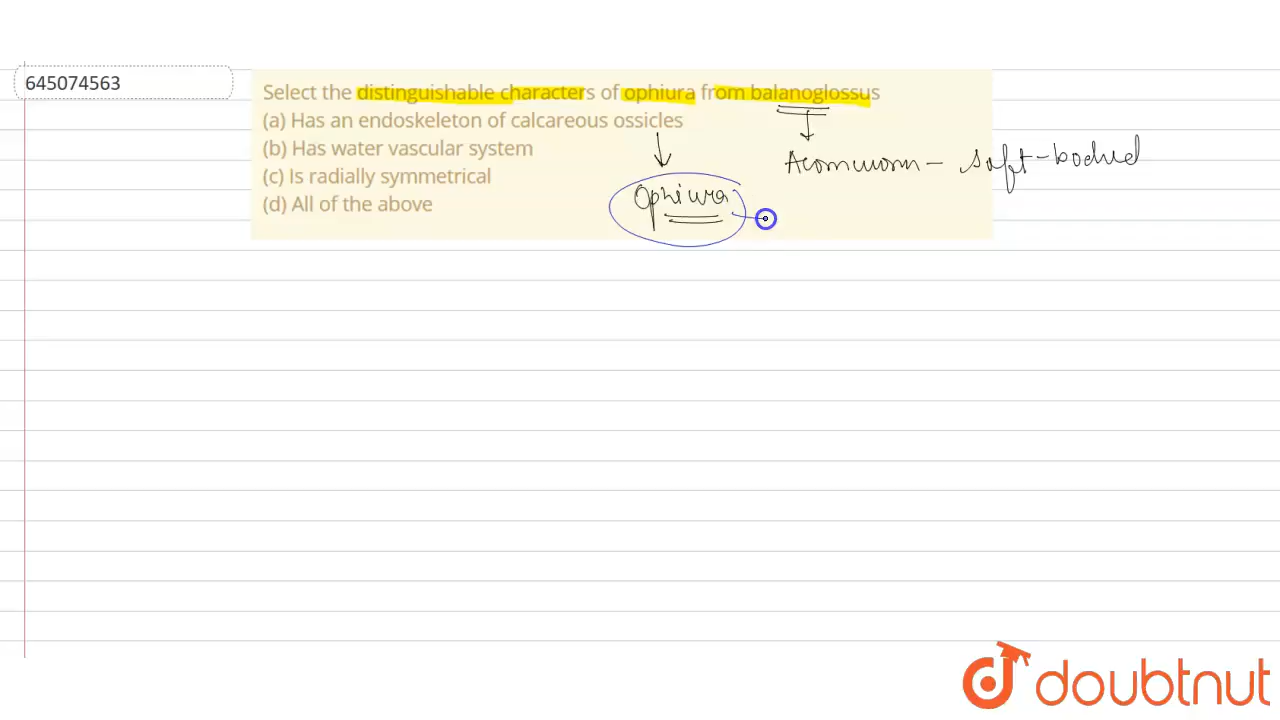 645074563
Select the distinguishable characters of ophiura from balanoglossus
(a) Has an endoskeleton of calcareous ossicles
(b) Has water vascular system
(c) Is radially symmetrical
(d) All of the above
Acornworm - soft-bodied
Ophiura
doubtnut